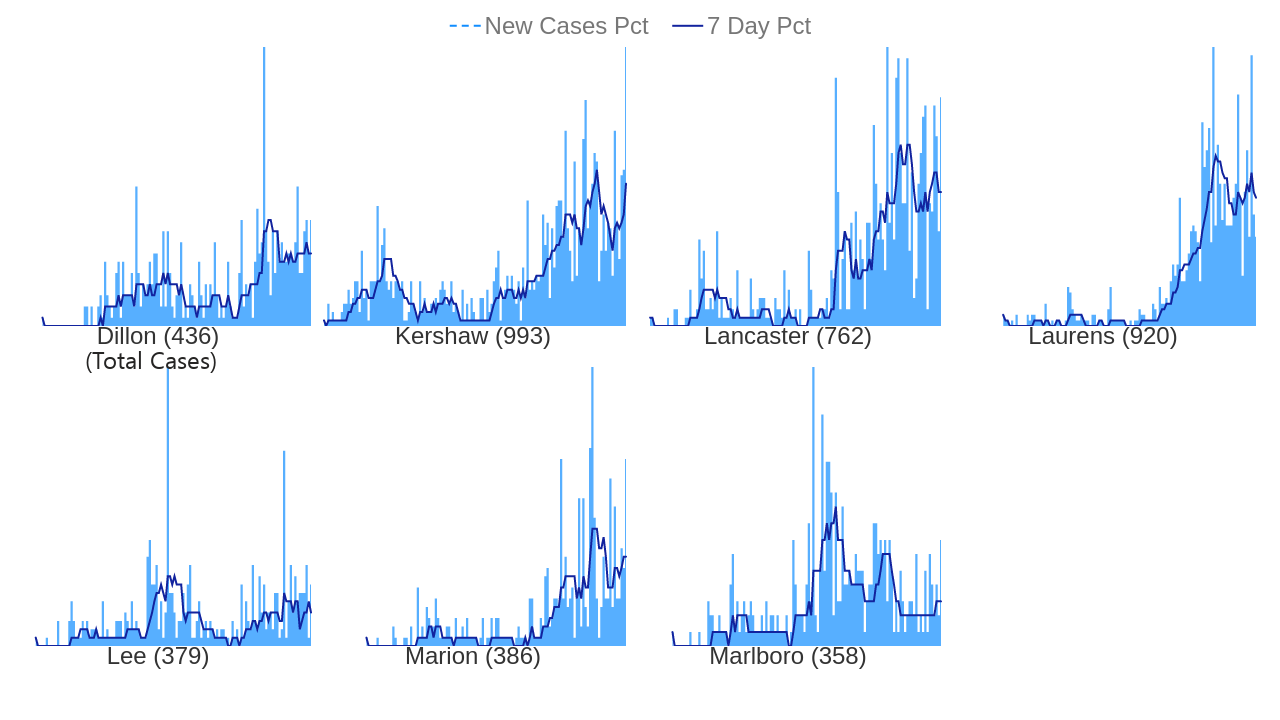 New Cases Pct 7 Day Pct
Dillon (436) Kershaw (993) Lancaster (762) Laurens (920)
(Total Cases)
Lee (379) Marion (386) Marlboro (358)